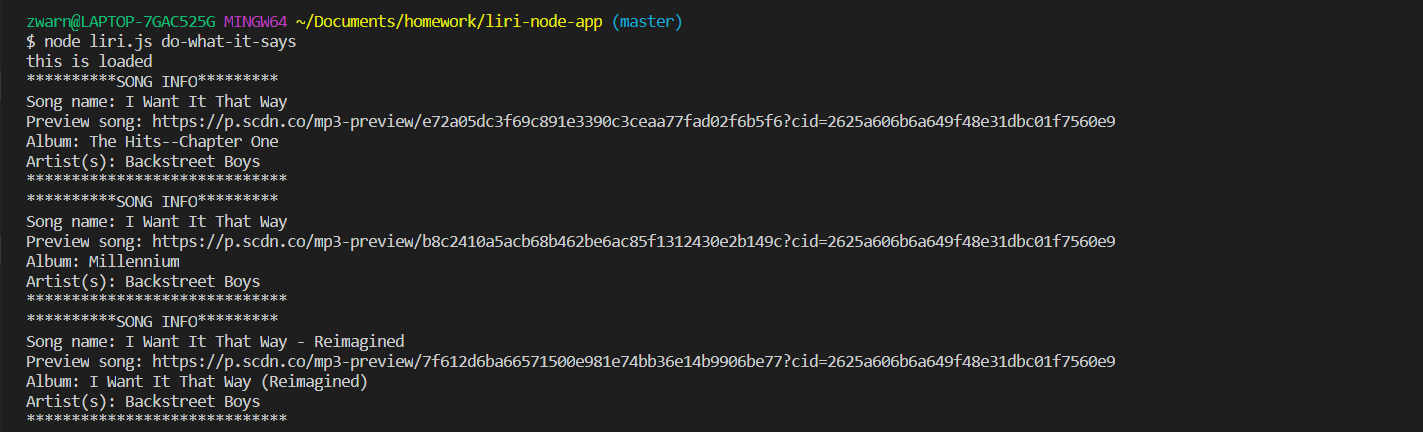 zwarn@LAPTOP-7GAC525G MINGW64 ~/Documents/homework/liri-node-app (master)
$ node liri.js do-what-it-says
this is loaded
**********SONG INFO*********
Song name: I Want It That Way
Preview song: https://p.scdn.co/mp3-preview/e72a05dc3f69c891e3390c3ceaa77fad02f6b5f6?cid=2625a606b6a649f48e31dbc01f7560e9
Album: The Hits--Chapter One
Artist(s): Backstreet Boys
*****************************
**********SONG INFO*********
Song name: I Want It That Way
Preview song: https://p.scdn.co/mp3-preview/b8c2410a5acb68b462be6ac85f1312430e2b149c?cid=2625a606b6a649f48e31dbc01f7560e9
Album: Millennium
Artist(s): Backstreet Boys
*****************************
**********SONG INFO*********
Song name: I Want It That Way - Reimagined
Preview song: https://p.scdn.co/mp3-preview/7f612d6ba66571500e981e74bb36e14b9906be77?cid=2625a606b6a649f48e31dbc01f7560e9
Album: I Want It That Way (Reimagined)
Artist(s): Backstreet Boys
*****************************